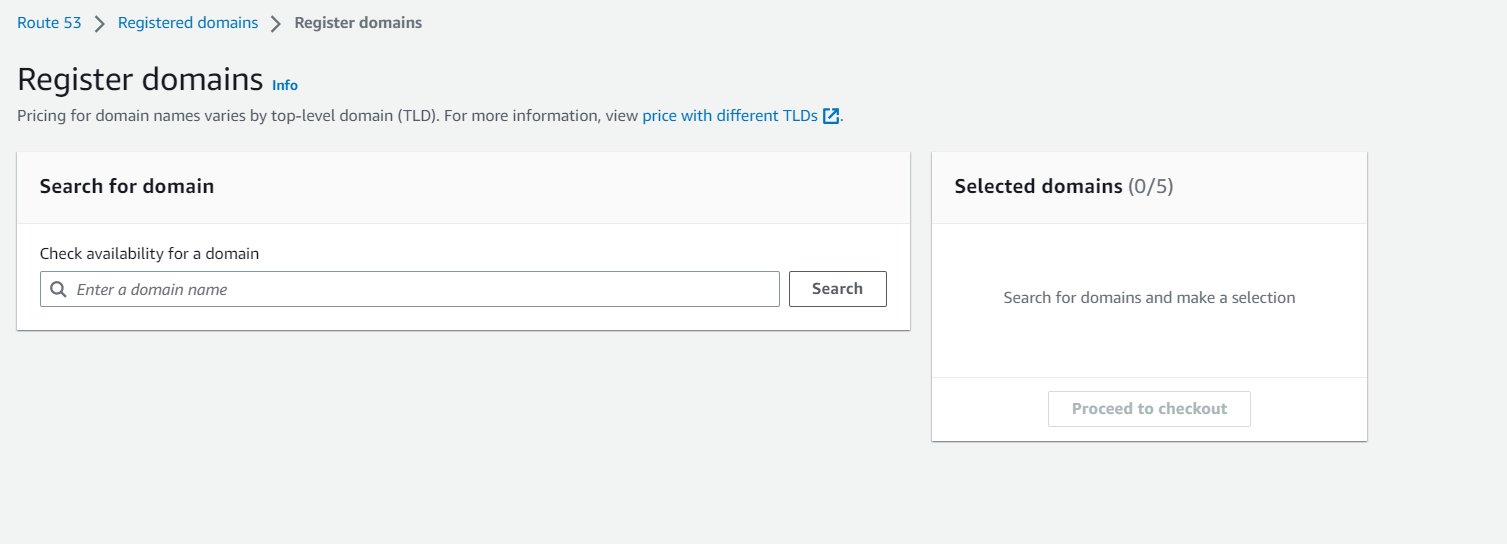 Route 53 Registered domains Register domains
Register domains Info
Pricing for domain names varies by top-level domain (TLD). For more information, view price with different TLDs.
Search for domain
Check availability for a domain
Enter a domain name
Search
Selected domains (0/5)
Search for domains and make a selection
Proceed to checkout